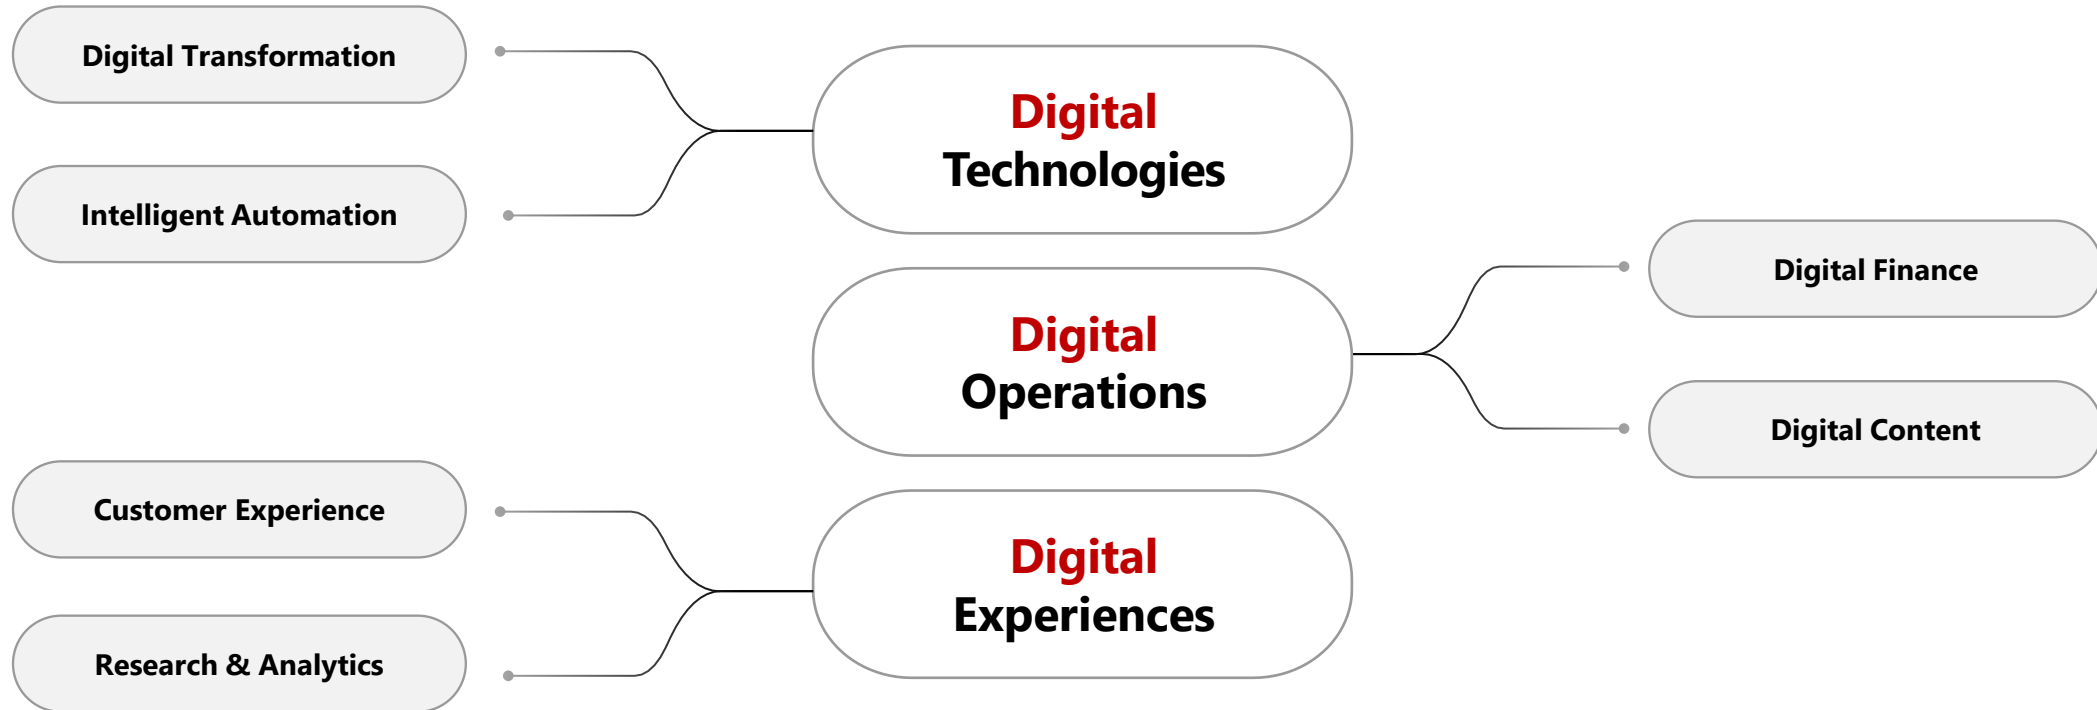 Digital Transformation
Intelligent Automation
Digital
Technologies
Digital
Operations
Digital Finance
Digital Content
Customer Experience
Research & Analytics
Digital
Experiences